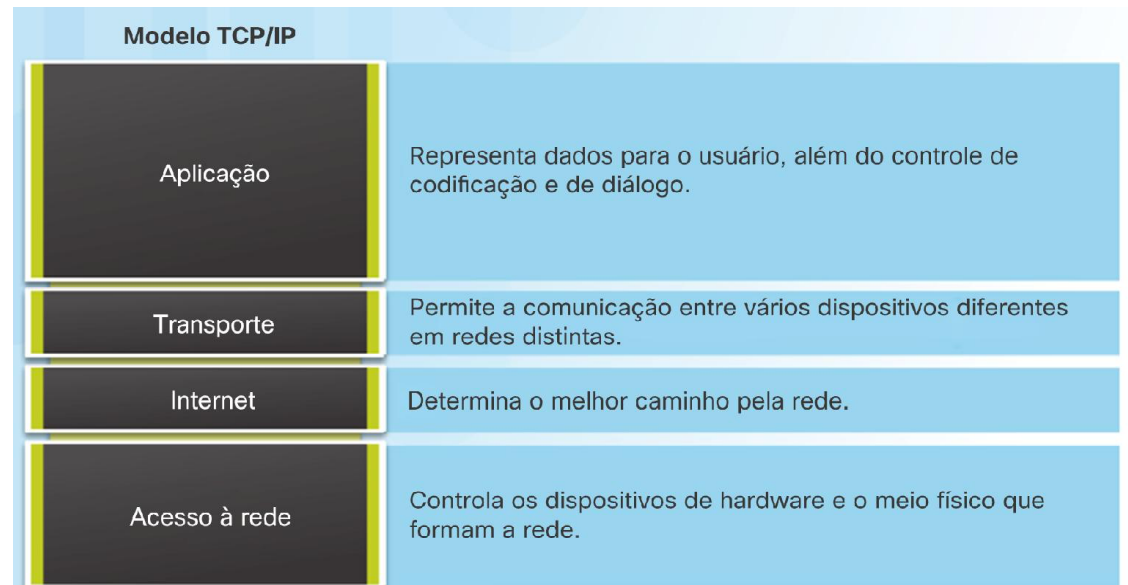 Modelo TCP/IP
Aplicação
Representa dados para o usuário, além do controle de
codificação e de diálogo.
Transporte
Permite a comunicação entre vários dispositivos diferentes
em redes distintas.
Internet
Determina o melhor caminho pela rede.
Acesso à rede
Controla os dispositivos de hardware e o meio físico que
formam a rede.